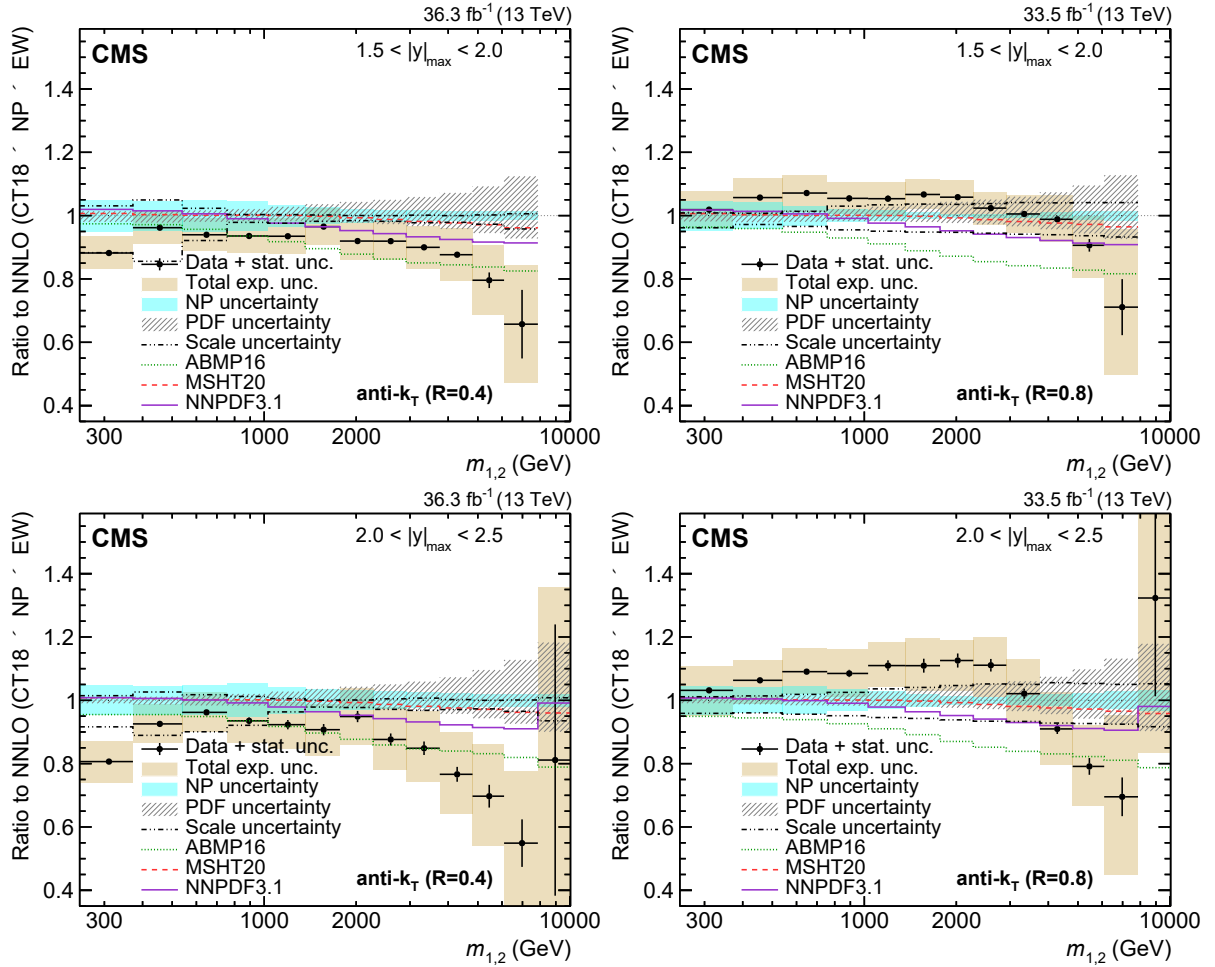 36.3 fb-1 (13 TeV)
CMS
1.5 < |y|max < 2.0
Ratio to NNLO (CT18 ´ NP ´ EW)
1.4
1.2
1
0.8
0.6
0.4
Data + stat. unc.
Total exp. unc.
NP uncertainty
PDF uncertainty
Scale uncertainty
ABMP16
MSHT20
NNPDF3.1
anti-kT (R=0.4)
300 1000 2000 10000
m1,2 (GeV)
33.5 fb-1 (13 TeV)
CMS
1.5 < |y|max < 2.0
Ratio to NNLO (CT18 ´ NP ´ EW)
1.4
1.2
1
0.8
0.6
0.4
Data + stat. unc.
Total exp. unc.
NP uncertainty
PDF uncertainty
Scale uncertainty
ABMP16
MSHT20
NNPDF3.1
anti-kT (R=0.8)
300 1000 2000 10000
m1,2 (GeV)
36.3 fb-1 (13 TeV)
CMS
2.0 < |y|max < 2.5
Ratio to NNLO (CT18 ´ NP ´ EW)
1.4
1.2
1
0.8
0.6
0.4
Data + stat. unc.
Total exp. unc.
NP uncertainty
PDF uncertainty
Scale uncertainty
ABMP16
MSHT20
NNPDF3.1
anti-kT (R=0.4)
300 1000 2000 10000
m1,2 (GeV)
33.5 fb-1 (13 TeV)
CMS
2.0 < |y|max < 2.5
Ratio to NNLO (CT18 ´ NP ´ EW)
1.4
1.2
1
0.8
0.6
0.4
Data + stat. unc.
Total exp. unc.
NP uncertainty
PDF uncertainty
Scale uncertainty
ABMP16
MSHT20
NNPDF3.1
anti-kT (R=0.8)
300 1000 2000 10000
m1,2 (GeV)